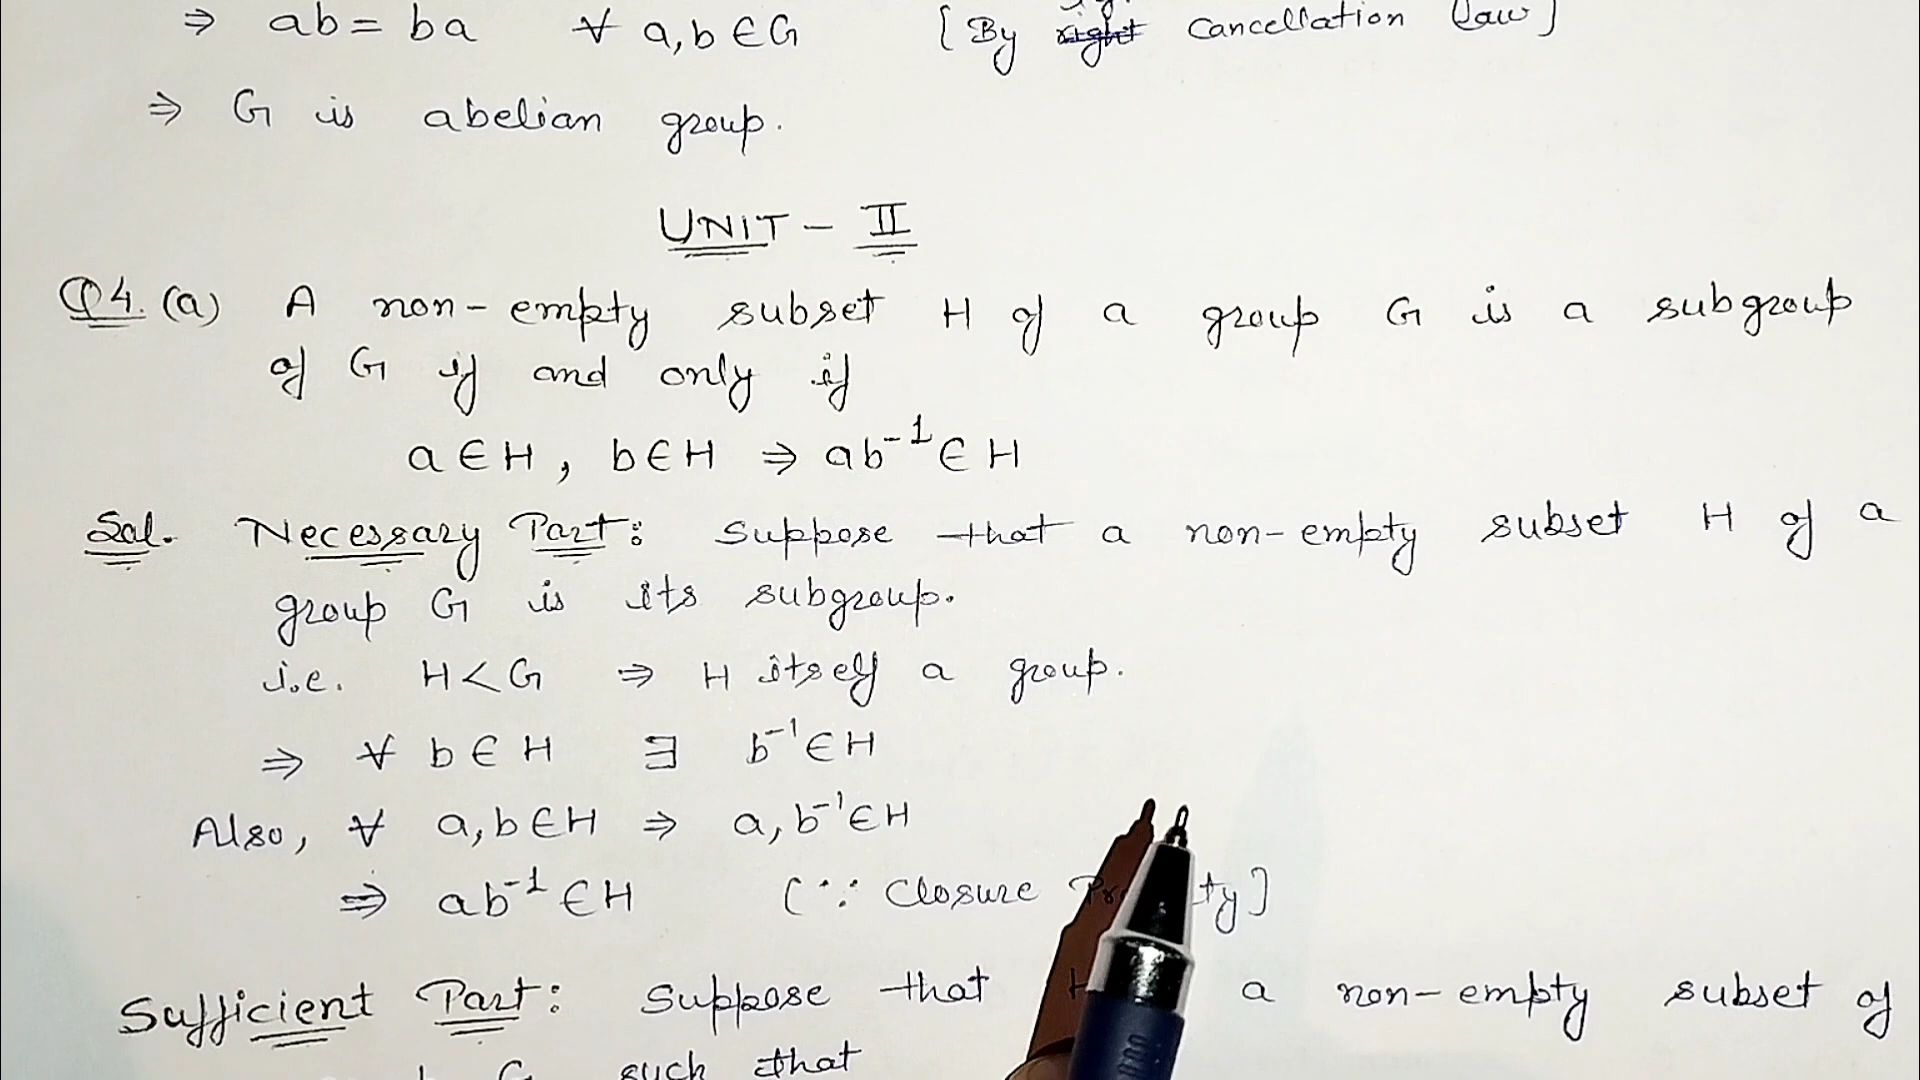 ⇒ ab = ba ∀ a,b ∈ G [By Cancellation Law]
⇒ G is abelian group.
UNIT - II
Q4. (a) A non-empty subset H of a group G is a subgroup
of G if and only if
a ∈ H, b ∈ H ⇒ ab⁻¹ ∈ H
Sol. Necessary Part: Suppose that a non-empty subset H of a
group G is its subgroup.
i.e. H < G ⇒ H itself a group.
⇒ ∀ b ∈ H ∃ b⁻¹ ∈ H
Also, ∀ a,b ∈ H ⇒ a, b⁻¹ ∈ H
⇒ ab⁻¹ ∈ H [∵ Closure Property]
Sufficient Part: Suppose that H a non-empty subset of
G such that